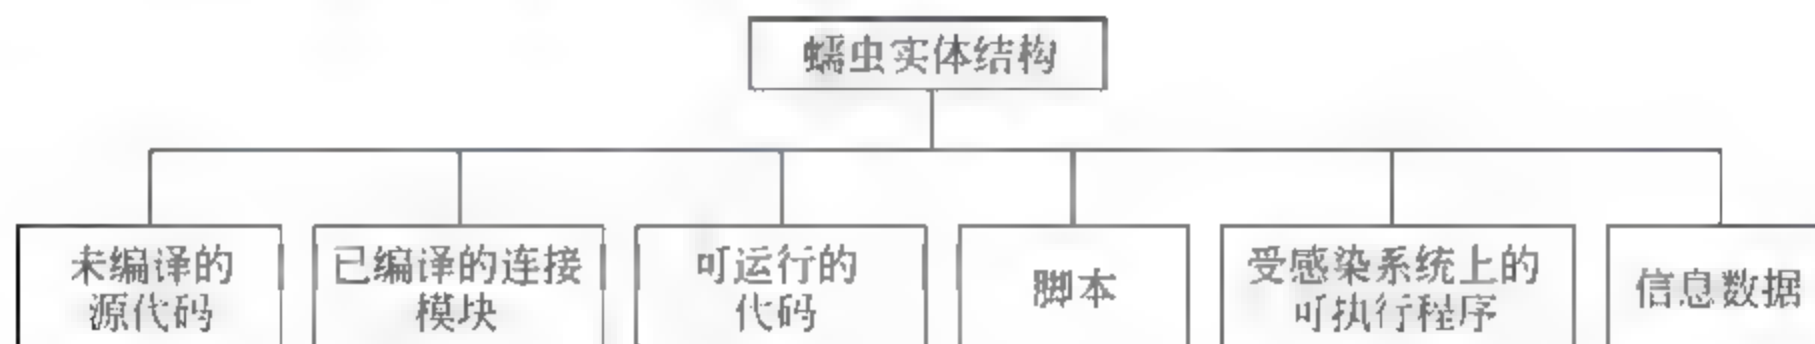 蠕虫实体结构
未编译的
源代码
已编译的连接
模块
可运行的
代码
脚本
受感染系统上的
可执行程序
信息数据